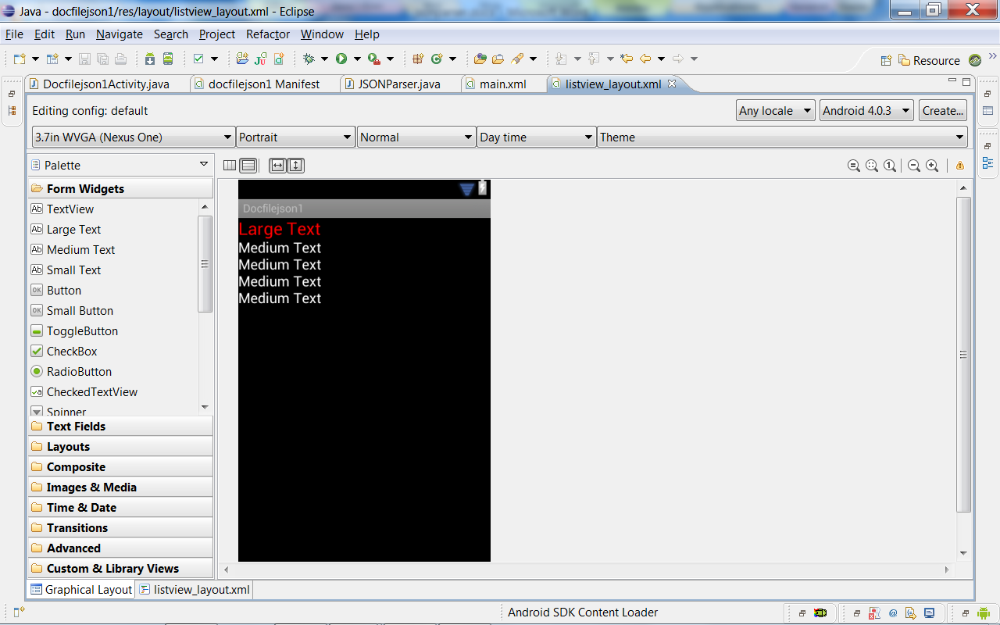 Java - docfilejson1/res/layout/listview_layout.xml - Eclipse
File Edit Run Navigate Search Project Refactor Window Help
Resource
Docfilejson1Activity.java docfilejson1 Manifest JSONParser.java main.xml listview_layout.xml
Editing config: default Any locale Android 4.0.3 Create...
3.7in WVGA (Nexus One) Portrait Normal Day time Theme
Palette
Form Widgets
TextView
Large Text
Medium Text
Small Text
Button
Small Button
ToggleButton
CheckBox
RadioButton
CheckedTextView
Spinner
Text Fields
Layouts
Composite
Images & Media
Time & Date
Transitions
Advanced
Custom & Library Views
Docfilejson1
Large Text
Medium Text
Medium Text
Medium Text
Medium Text
Graphical Layout listview_layout.xml
Android SDK Content Loader